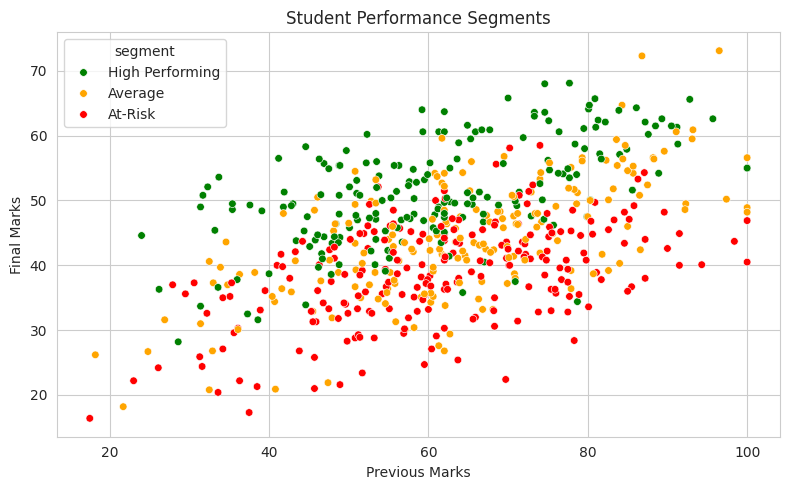 Student Performance Segments
segment
High Performing
Average
At-Risk
Final Marks
70
60
50
40
30
20
20 40 60 80 100
Previous Marks